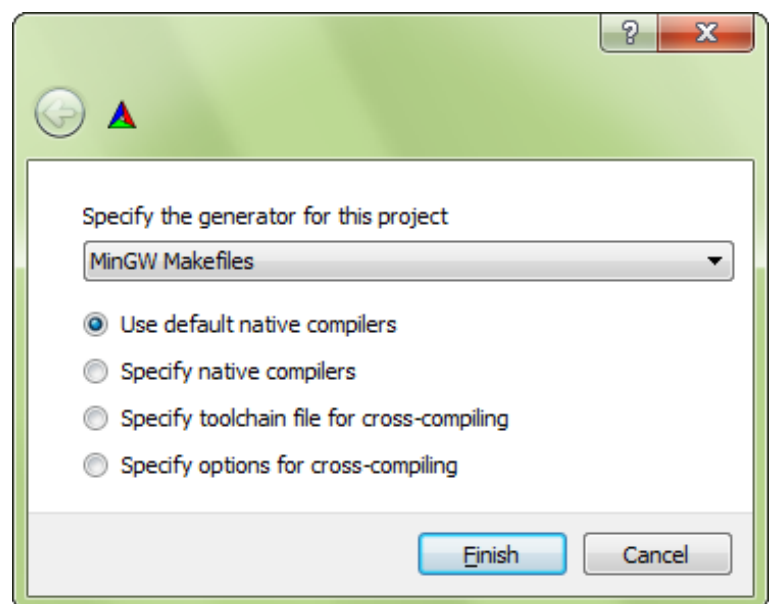 Specify the generator for this project
MinGW Makefiles
Use default native compilers
Specify native compilers
Specify toolchain file for cross-compiling
Specify options for cross-compiling
Finish Cancel